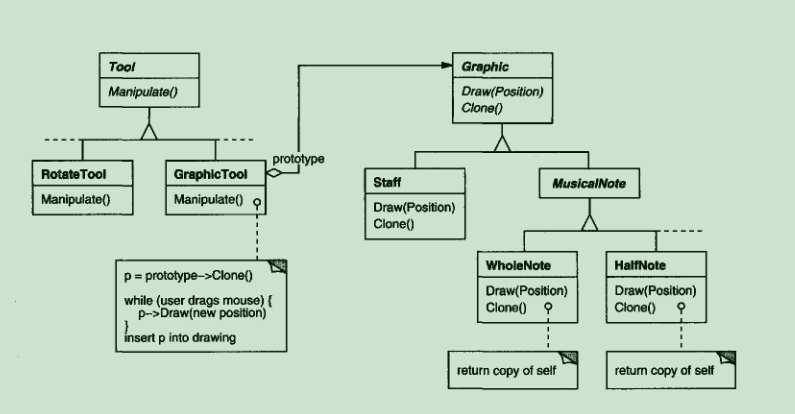 Tool
Manipulate()
Graphic
Draw(Position)
Clone()
prototype
RotateTool
Manipulate()
GraphicTool
Manipulate()
Staff
Draw(Position)
Clone()
MusicalNote
p = prototype–>Clone()
while (user drags mouse) {
p–>Draw(new position)
}
insert p into drawing
WholeNote
Draw(Position)
Clone()
HalfNote
Draw(Position)
Clone()
return copy of self
return copy of self